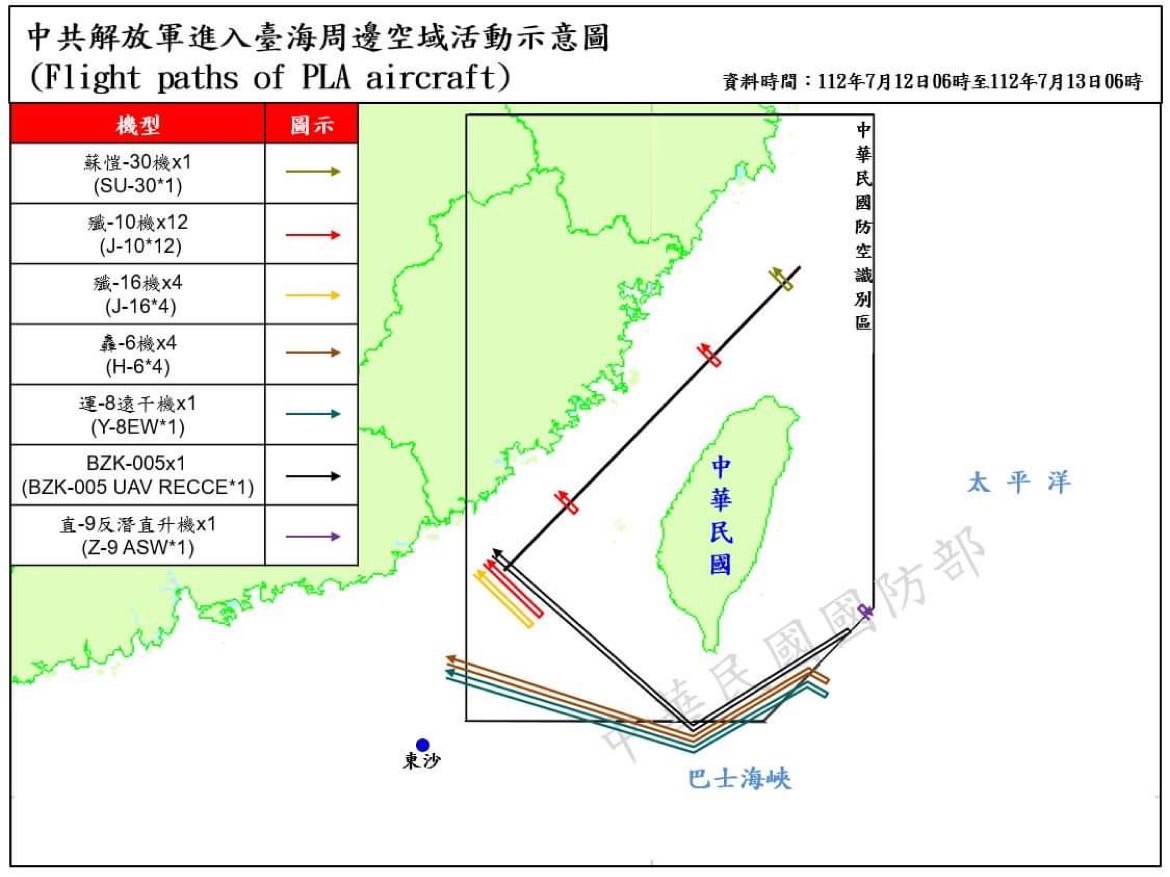 中共解放軍進入臺海周邊空域活動示意圖
(Flight paths of PLA aircraft)
資料時間：112年7月12日06時至112年7月13日06時
機型
圖示
蘇愷-30機x1
(SU-30*1)
殲-10機x12
(J-10*12)
殲-16機x4
(J-16*4)
轟-6機x4
(H-6*4)
運-8遠干機x1
(Y-8EW*1)
BZK-005x1
(BZK-005 UAV RECCE*1)
直-9反潛直升機x1
(Z-9 ASW*1)
中華民國防空識別區
中華民國
太平洋
中華民國國防部
東沙
巴士海峽